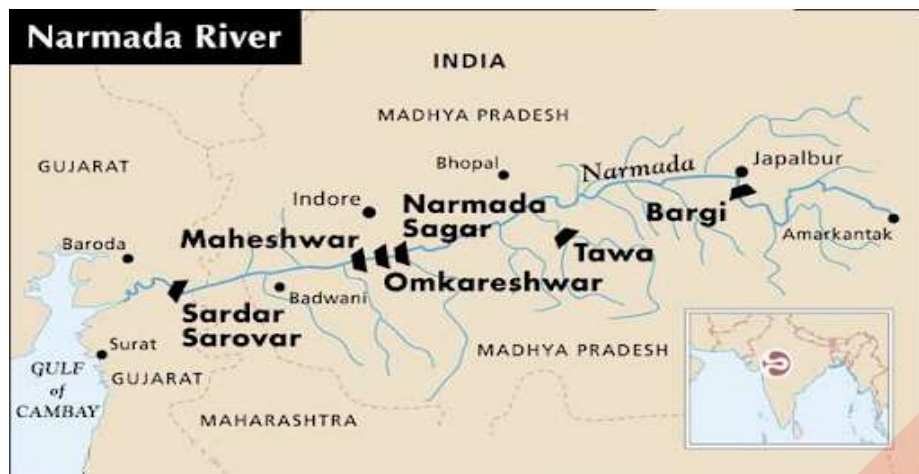 Narmada River
INDIA
MADHYA PRADESH
GUJARAT
Bhopal
Narmada
Japalbur
Indore
Narmada
Sagar
Bargi
Baroda
Maheshwar
Tawa
Amarkantak
Omkareshwar
Badwani
Sardar
Sarovar
Surat
MADHYA PRADESH
GULF
of
CAMBAY
GUJARAT
MAHARASHTRA